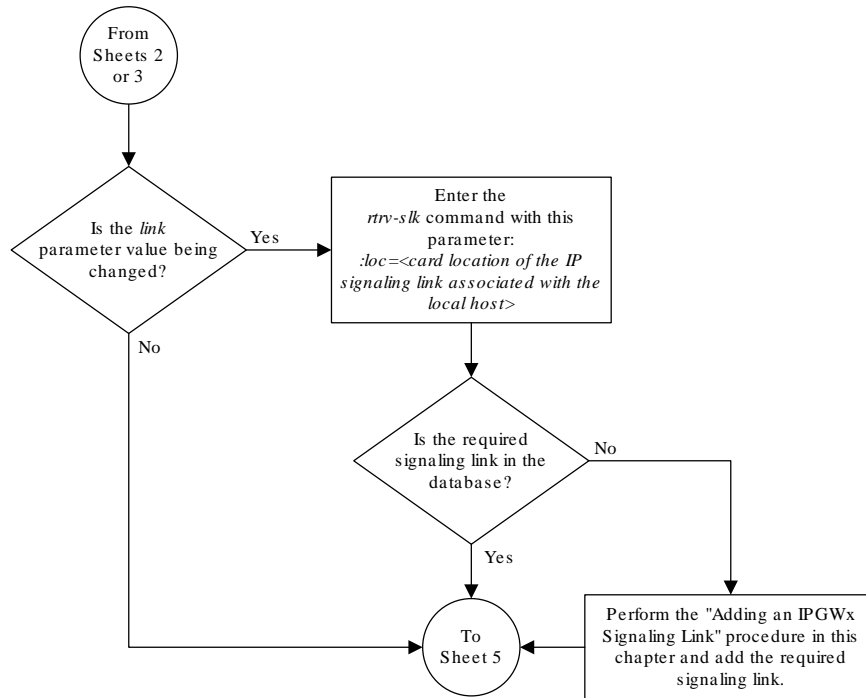 From
Sheets 2
or 3
Is the link
parameter value being
changed?
Yes
Enter the
rtrv-slk command with this
parameter:
:loc=<card location of the IP
signaling link associated with the
local host>
No
Is the required
signaling link in the
database?
No
Yes
To
Sheet 5
Perform the "Adding an IPGWx
Signaling Link" procedure in this
chapter and add the required
signaling link.